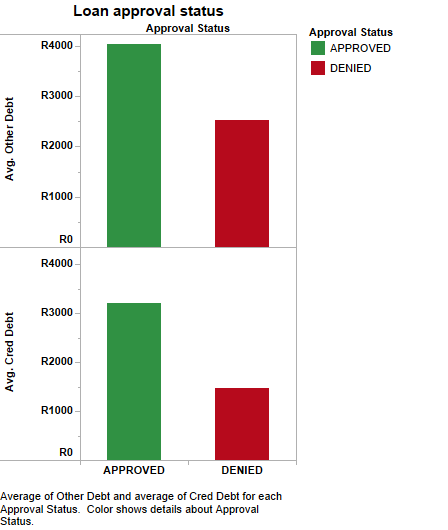 Loan approval status
Approval Status
Avg. Other Debt
R4000
R3000
R2000
R1000
R0
Avg. Cred Debt
R4000
R3000
R2000
R1000
R0
APPROVED DENIED
Approval Status
APPROVED
DENIED
Average of Other Debt and average of Cred Debt for each
Approval Status.  Color shows details about Approval
Status.